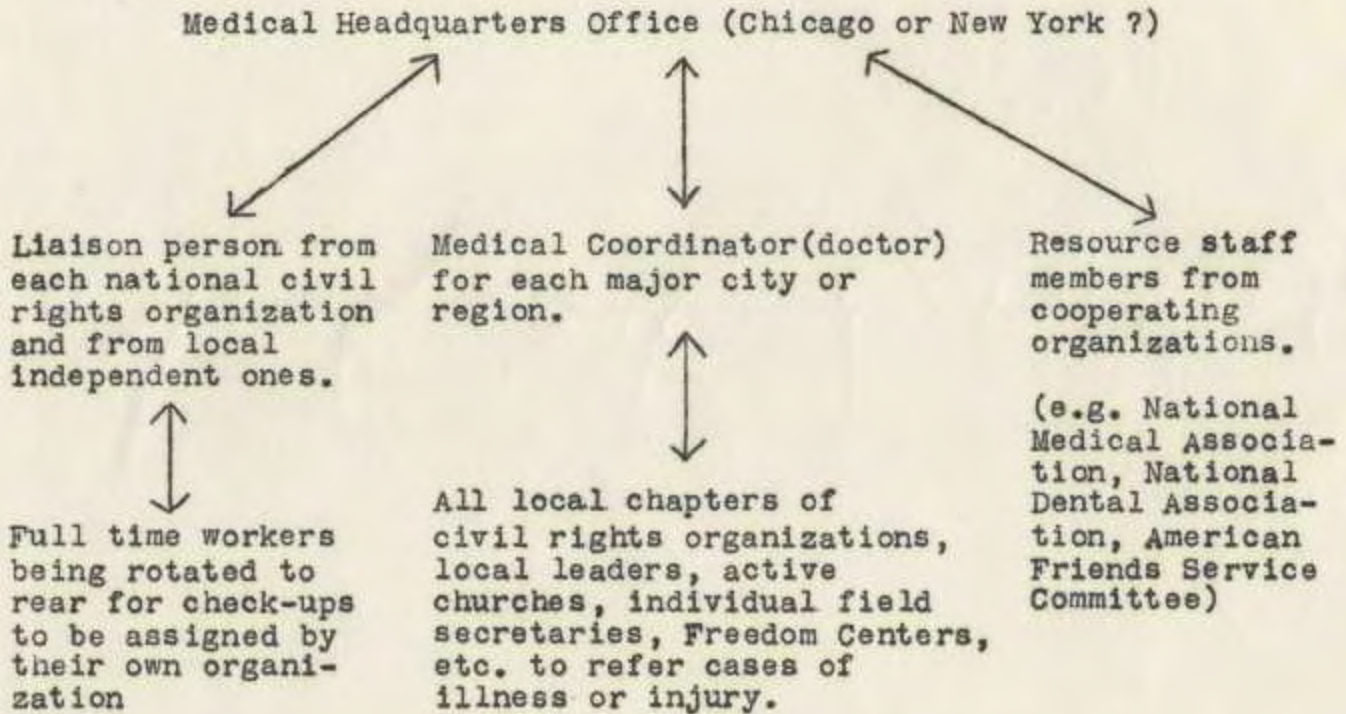 Medical Headquarters Office (Chicago or New York ?)
Liaison person from
each national civil
rights organization
and from local
independent ones.
Full time workers
being rotated to
rear for check-ups
to be assigned by
their own organi-
zation
Medical Coordinator(doctor)
for each major city or
region.
All local chapters of
civil rights organizations,
local leaders, active
churches, individual field
secretaries, Freedom Centers,
etc. to refer cases of
illness or injury.
Resource staff
members from
cooperating
organizations.
(e.g. National
Medical Associa-
tion, National
Dental Associa-
tion, American
Friends Service
Committee)